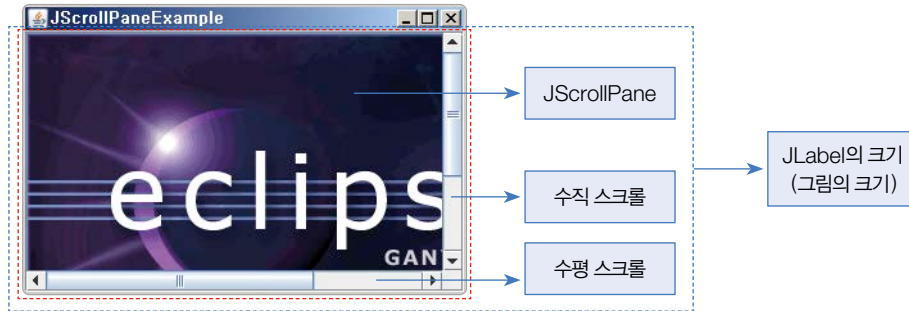 JScrollPaneExample
eclips
GAN
JScrollPane
수직 스크롤
수평 스크롤
JLabel의 크기
(그림의 크기)